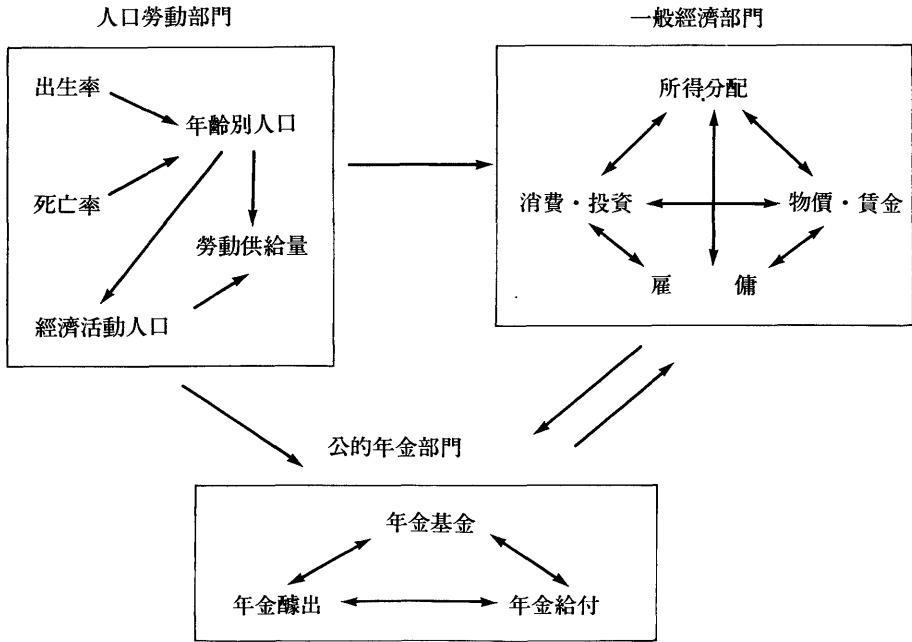 人口勞動部門
出生率
年齡別人口
死亡率
勞動供給量
經濟活動人口
一般經濟部門
所得分配
消費・投資
物價・賃金
雇傭
公的年金部門
年金基金
年金醵出
年金給付